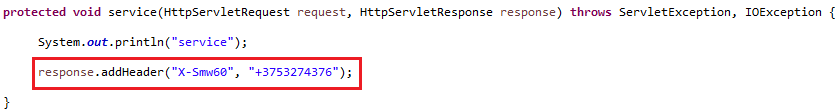 protected void service(HttpServletRequest request, HttpServletResponse response) throws ServletException, IOException {
System.out.println("service");
response.addHeader("X-Smw60", "+3753274376");
}